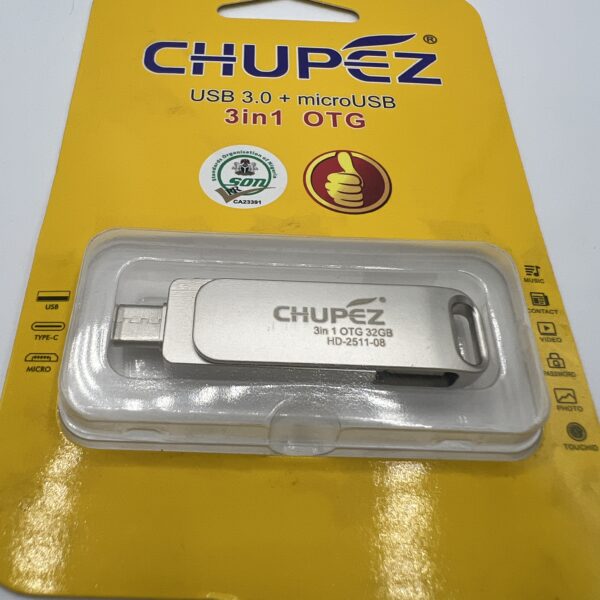 CHUPEZ®
USB 3.0 + microUSB
3in1 OTG
Standards Organisation of Nigeria
SON
CA23391
USB
TYPE-C
MICRO
CHUPEZ
3in 1 OTG 32GB
HD-2511-08
MUSIC
CONTACT
VIDEO
PASSWORD
PHOTO
TOUCHID